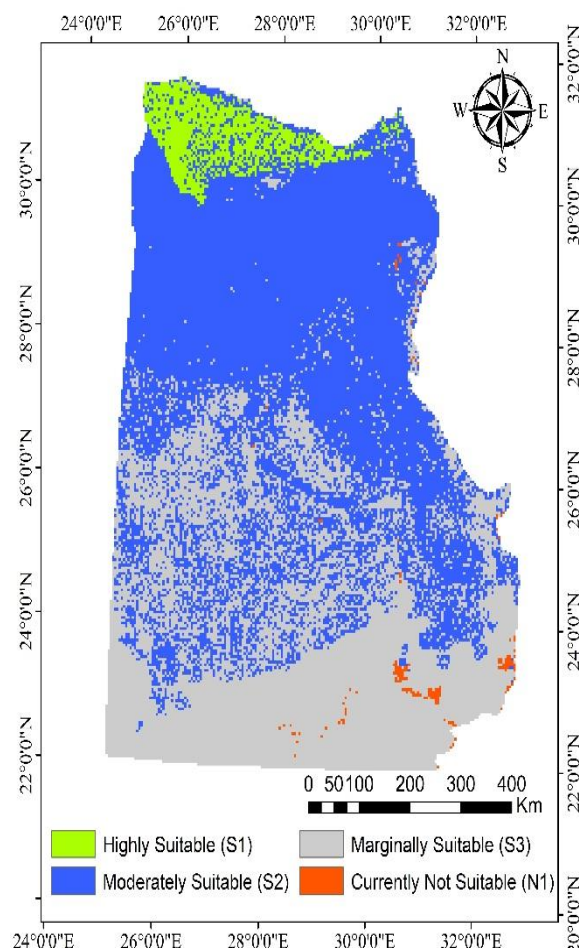 24°0'0"E 26°0'0"E 28°0'0"E 30°0'0"E 32°0'0"E
32°0'0"N
30°0'0"N
28°0'0"N
26°0'0"N
24°0'0"N
22°0'0"N
N
W E
S
32°0'0"N
30°0'0"N
28°0'0"N
26°0'0"N
24°0'0"N
22°0'0"N
20°0'0"N
0 50100 200 300 400
Km
Highly Suitable (S1) Marginally Suitable (S3)
Moderately Suitable (S2) Currently Not Suitable (N1)
24°0'0"E 26°0'0"E 28°0'0"E 30°0'0"E 32°0'0"E